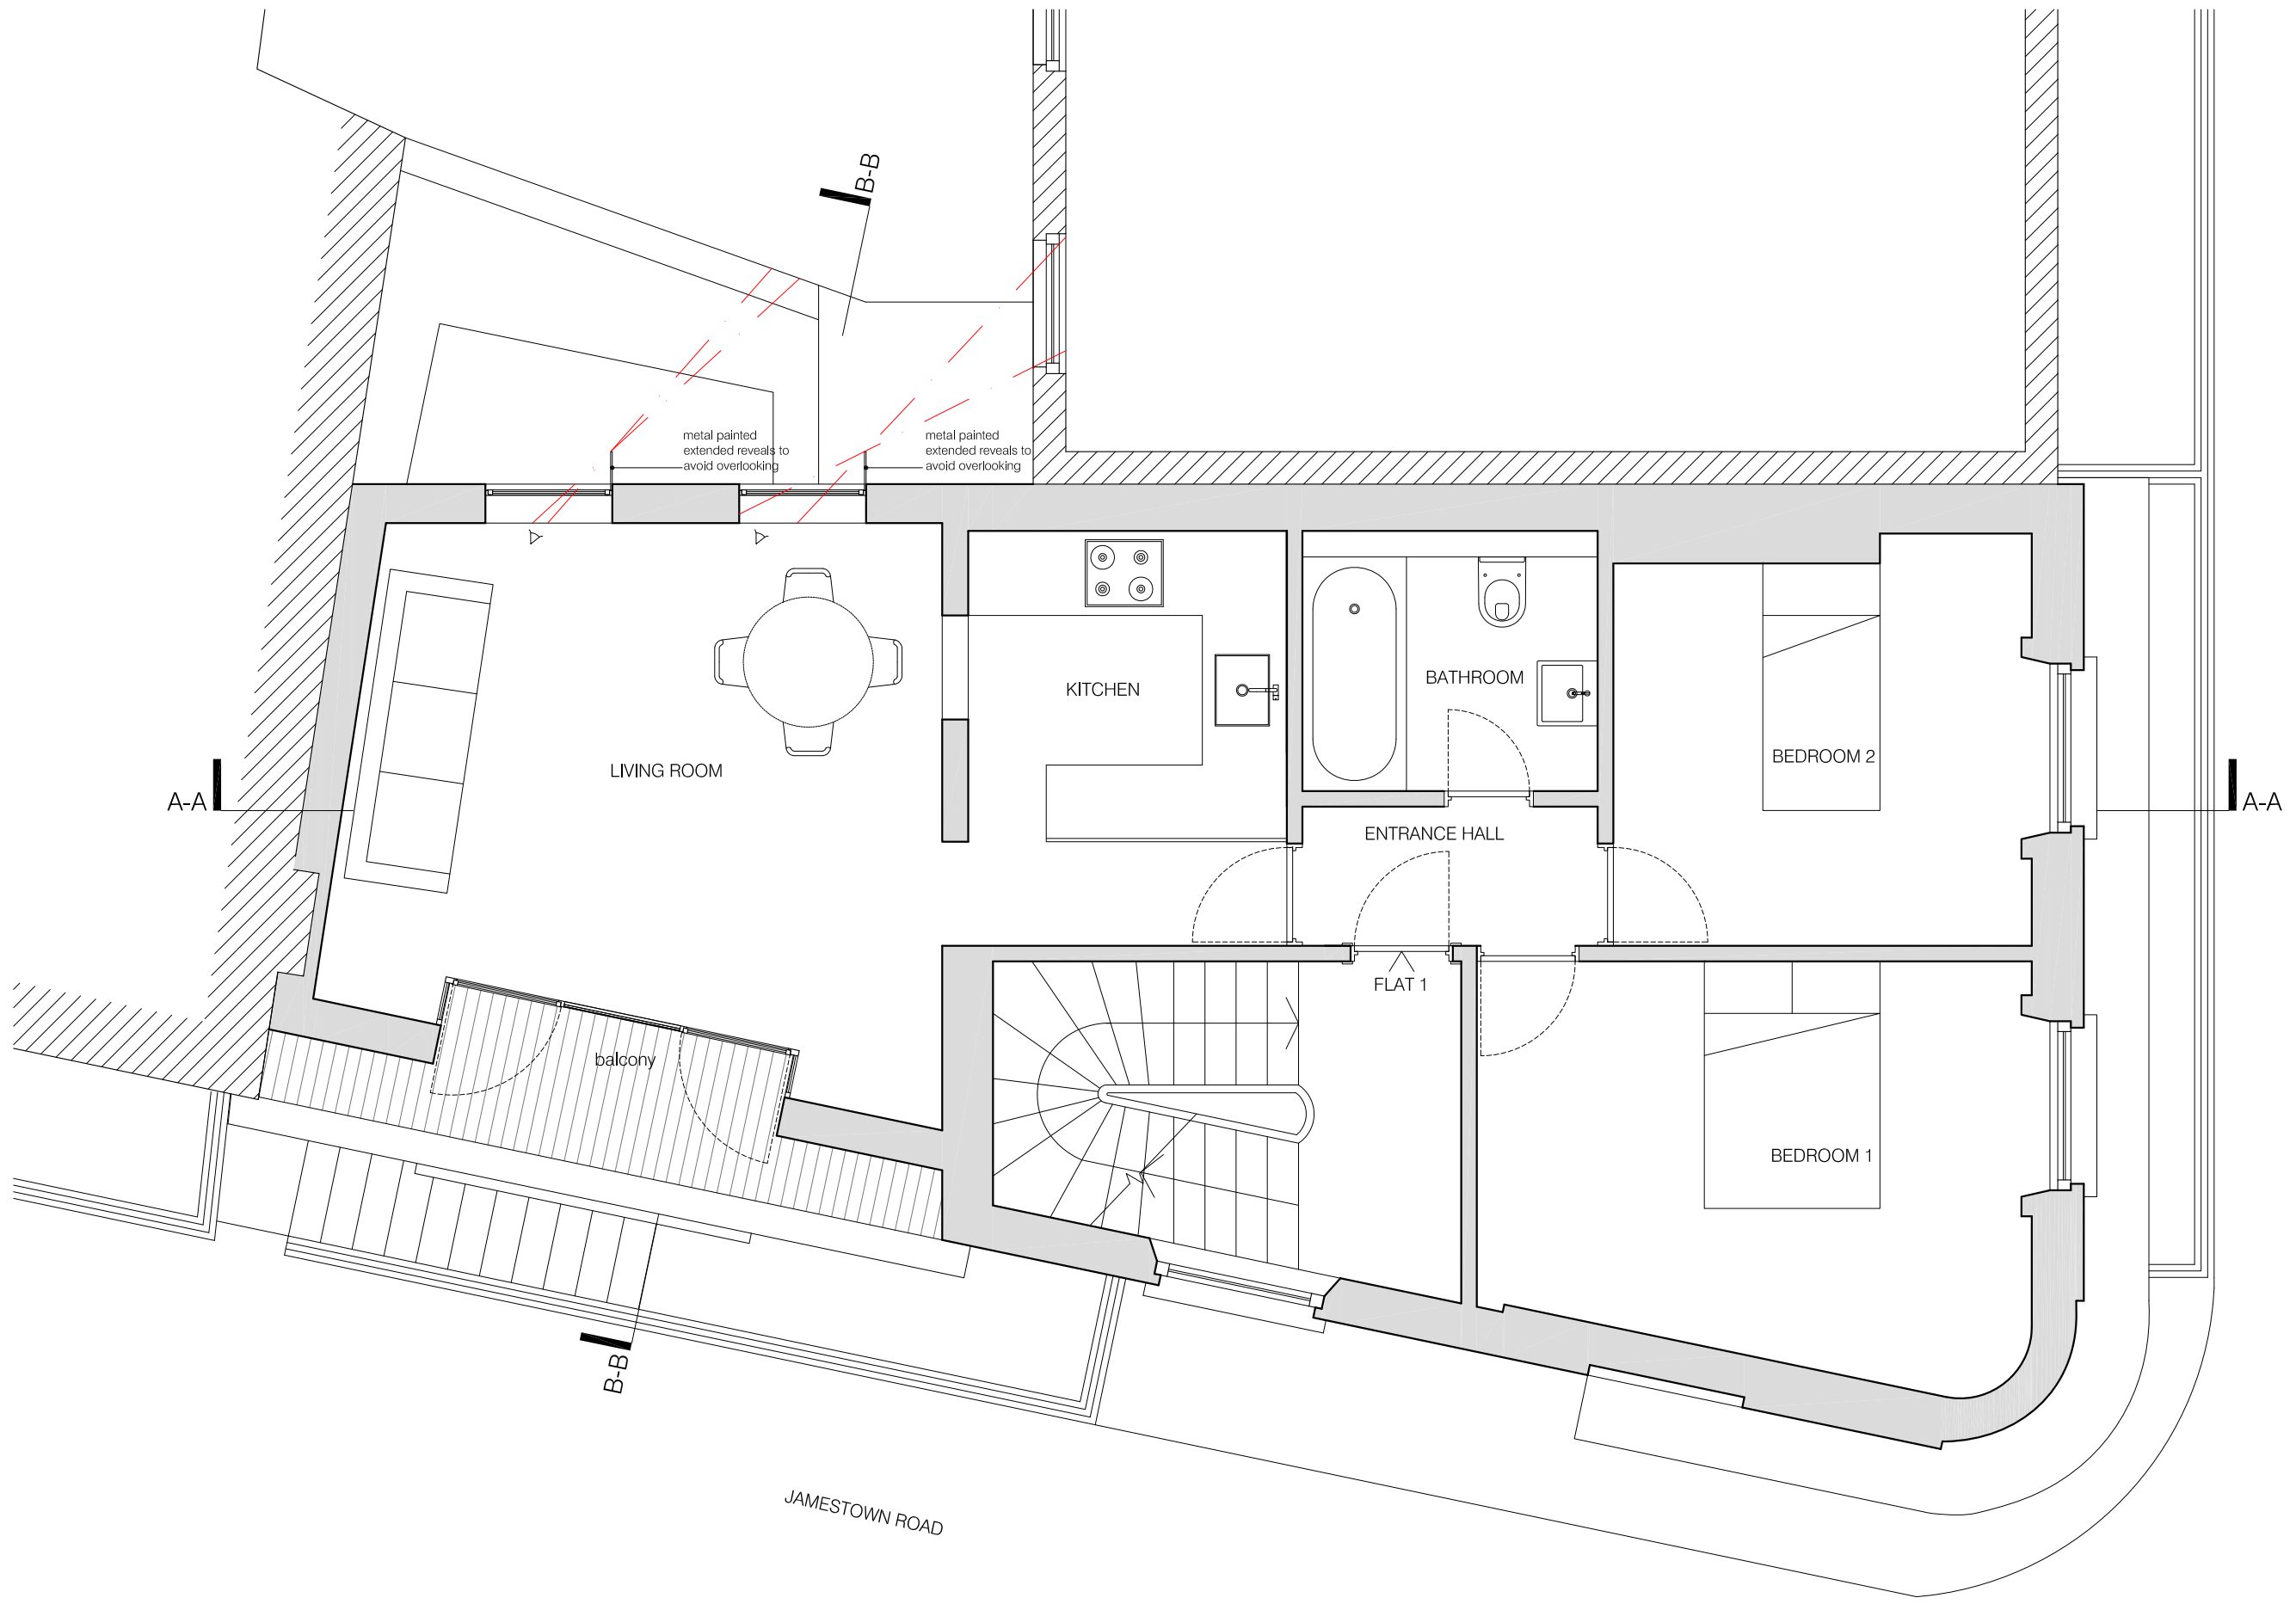 B-B
metal painted
extended reveals to
avoid overlooking
metal painted
extended reveals to
avoid overlooking
KITCHEN
BATHROOM
BEDROOM 2
LIVING ROOM
A-A
A-A
ENTRANCE HALL
FLAT 1
balcony
BEDROOM 1
B-B
JAMESTOWN ROAD